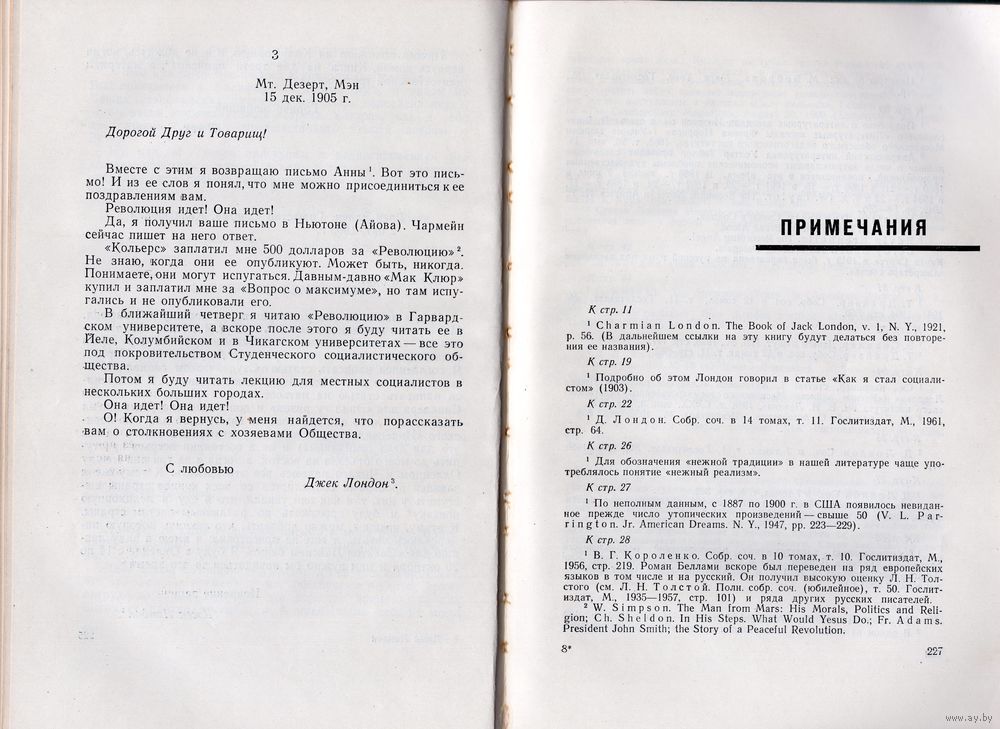 3
Мт. Дезерт, Мэн
15 дек. 1905 г.
Дорогой Друг и Товарищ!
Вместе с этим я возвращаю письмо Анны¹. Вот это пись-
мо! И из ее слов я понял, что мне можно присоединиться к ее
поздравлениям вам.
Революция идет! Она идет!
Да, я получил ваше письмо в Ньютоне (Айова). Чармейн
сейчас пишет на него ответ.
«Кольерс» заплатил мне 500 долларов за «Революцию»².
Не знаю, когда они ее опубликуют. Может быть, никогда.
Понимаете, они могут испугаться. Давным-давно «Мак Клюр»
купил и заплатил мне за «Вопрос о максимуме», но там испу-
гались и не опубликовали его.
В ближайший четверг я читаю «Революцию» в Гарвард-
ском университете, а вскоре после этого я буду читать ее в
Йеле, Колумбийском и в Чикагском университетах — все это
под покровительством Студенческого социалистического об-
щества.
Потом я буду читать лекцию для местных социалистов в
нескольких больших городах.
Она идет! Она идет!
О! Когда я вернусь, у меня найдется, что порассказать
вам о столкновениях с хозяевами Общества.
С любовью
Джек Лондон³.
ПРИМЕЧАНИЯ
К стр. 11
¹ Charmian London. The Book of Jack London, v. 1, N. Y., 1921,
p. 56. (В дальнейшем ссылки на эту книгу будут делаться без повторе-
ния ее названия).
К стр. 19
¹ Подробно об этом Лондон говорил в статье «Как я стал социали-
стом» (1903).
К стр. 22
¹ Д. Лондон. Собр. соч. в 14 томах, т. 11. Гослитиздат, М., 1961,
стр. 64.
К стр. 26
¹ Для обозначения «нежной традиции» в нашей литературе чаще упо-
треблялось понятие «нежный реализм».
К стр. 27
¹ По неполным данным, с 1887 по 1900 г. в США появилось невидан-
ное прежде число утопических произведений — свыше 50 (V. L. Par-
rington. Jr. American Dreams. N. Y., 1947, pp. 223—229).
К стр. 28
¹ В. Г. Короленко. Собр. соч. в 10 томах, т. 10. Гослитиздат, М.,
1956, стр. 219. Роман Беллами вскоре был переведен на ряд европейских
языков в том числе и на русский. Он получил высокую оценку Л. Н. Тол-
стого (см. Л. Н. Толстой. Полн. собр. соч. (юбилейное), т. 50. Гослит-
издат, М., 1935—1957, стр. 101) и ряда других русских писателей.
² W. Simpson. The Man from Mars: His Morals, Politics and Reli-
gion; Ch. Sheldon. In His Steps. What Would Yesus Do.; Fr. Adams.
President John Smith; the Story of a Peaceful Revolution.
8*
227
www.ay.by